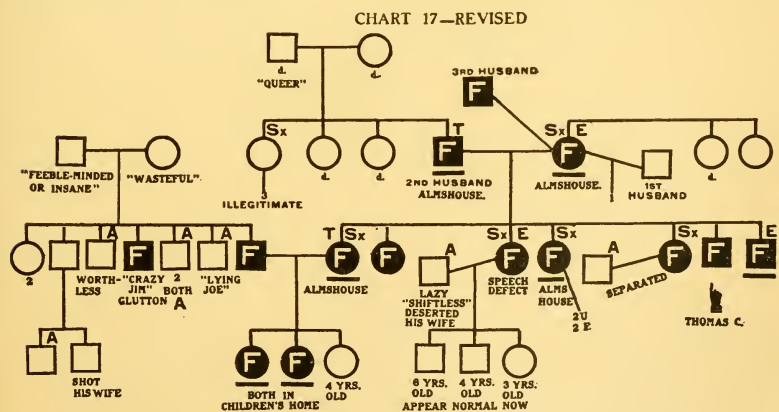 CHART 17—REVISED
d.
"QUEER"
d.
3RD HUSBAND
F
Sx
d.
d.
T
F
2ND HUSBAND
ALMSHOUSE.
Sx E
F
ALMSHOUSE.
1
1ST
HUSBAND
d.
3
ILLEGITIMATE
"FEEBLE-MINDED
OR INSANE"
"WASTEFUL"
2
A
WORTH-
LESS
F
"CRAZY
JIM"
GLUTTON
A
2
BOTH
A
A
"LYING
JOE"
F
T Sx
F
ALMSHOUSE
Sx
F
A
LAZY
"SHIFTLESS"
DESERTED
HIS WIFE
Sx E
F
SPEECH
DEFECT
Sx
F
ALMS
HOUSE
2U
2F.
A
SEPARATED
Sx
F
F
THOMAS C.
E
F
A
SHOT
HIS WIFE
F F
BOTH IN
CHILDREN'S HOME
4 YRS.
OLD
6 YRS. 4 YRS. 3 YRS.
OLD OLD OLD
APPEAR NORMAL NOW